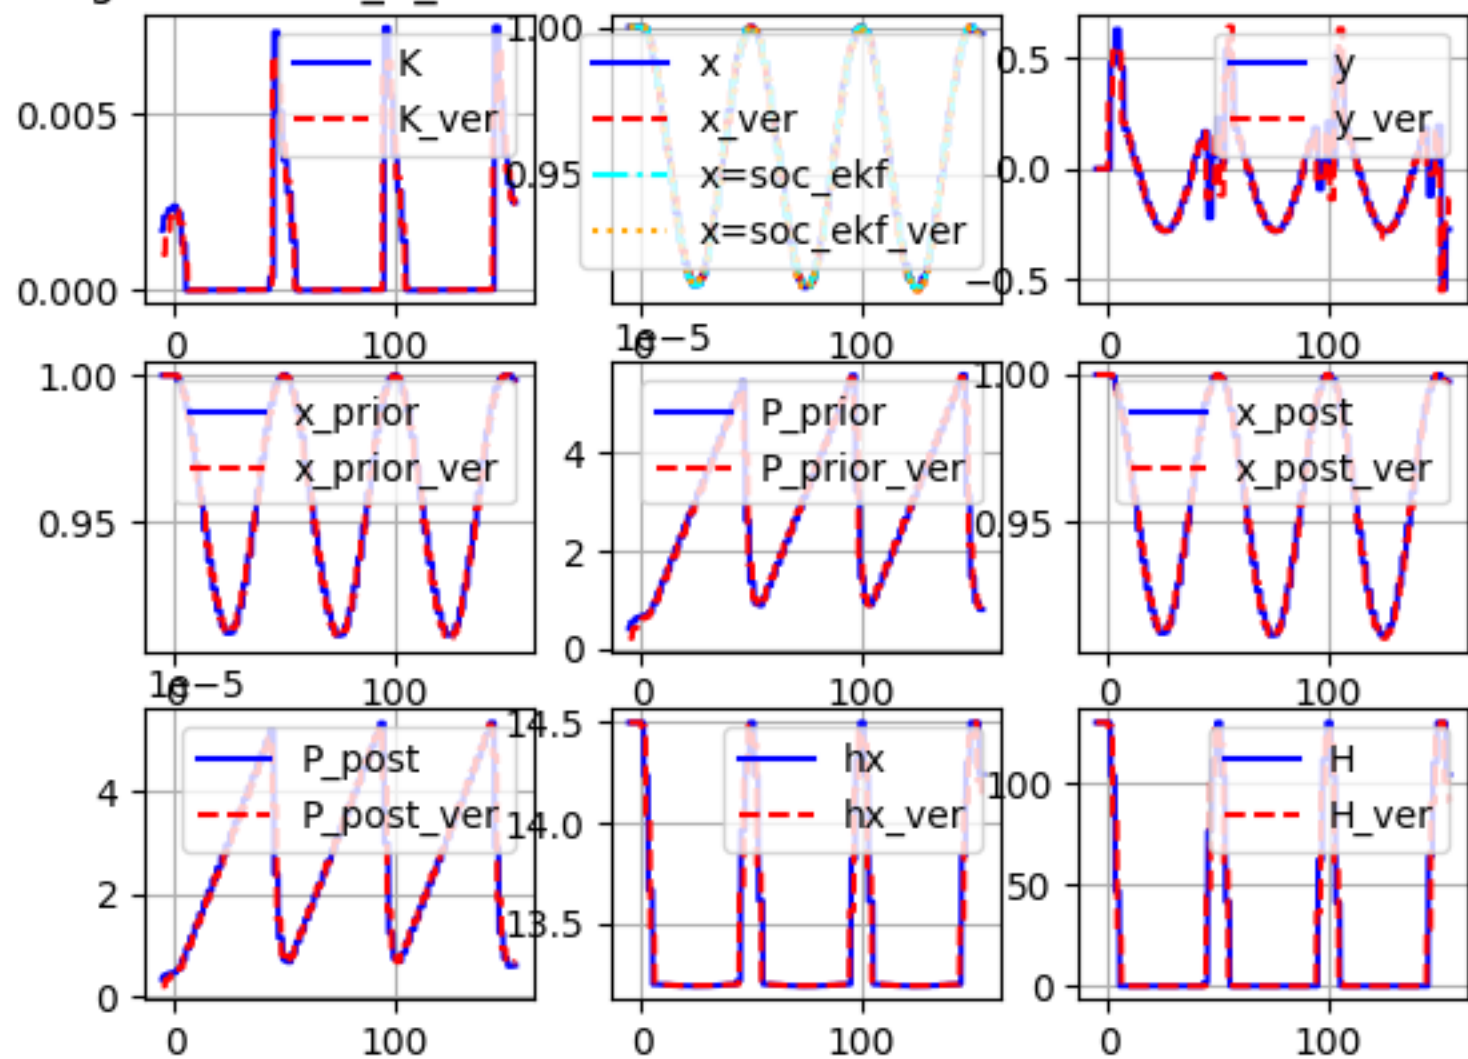 K
K_ver
0.005
0.000
0
100
1.00
x
x_ver
0.95
x=soc_ekf
x=soc_ekf_ver
0
100
0.5
y
y_ver
0.0
−0.5
0
100
1.00
x_prior
x_prior_ver
0.95
0
100
1e−5
P_prior
P_prior_ver
4
2
0
0
100
1.00
x_post
x_post_ver
0.95
0
100
1e−5
P_post
P_post_ver
4
2
0
0
100
14.5
hx
hx_ver
14.0
13.5
0
100
H
H_ver
100
50
0
0
100